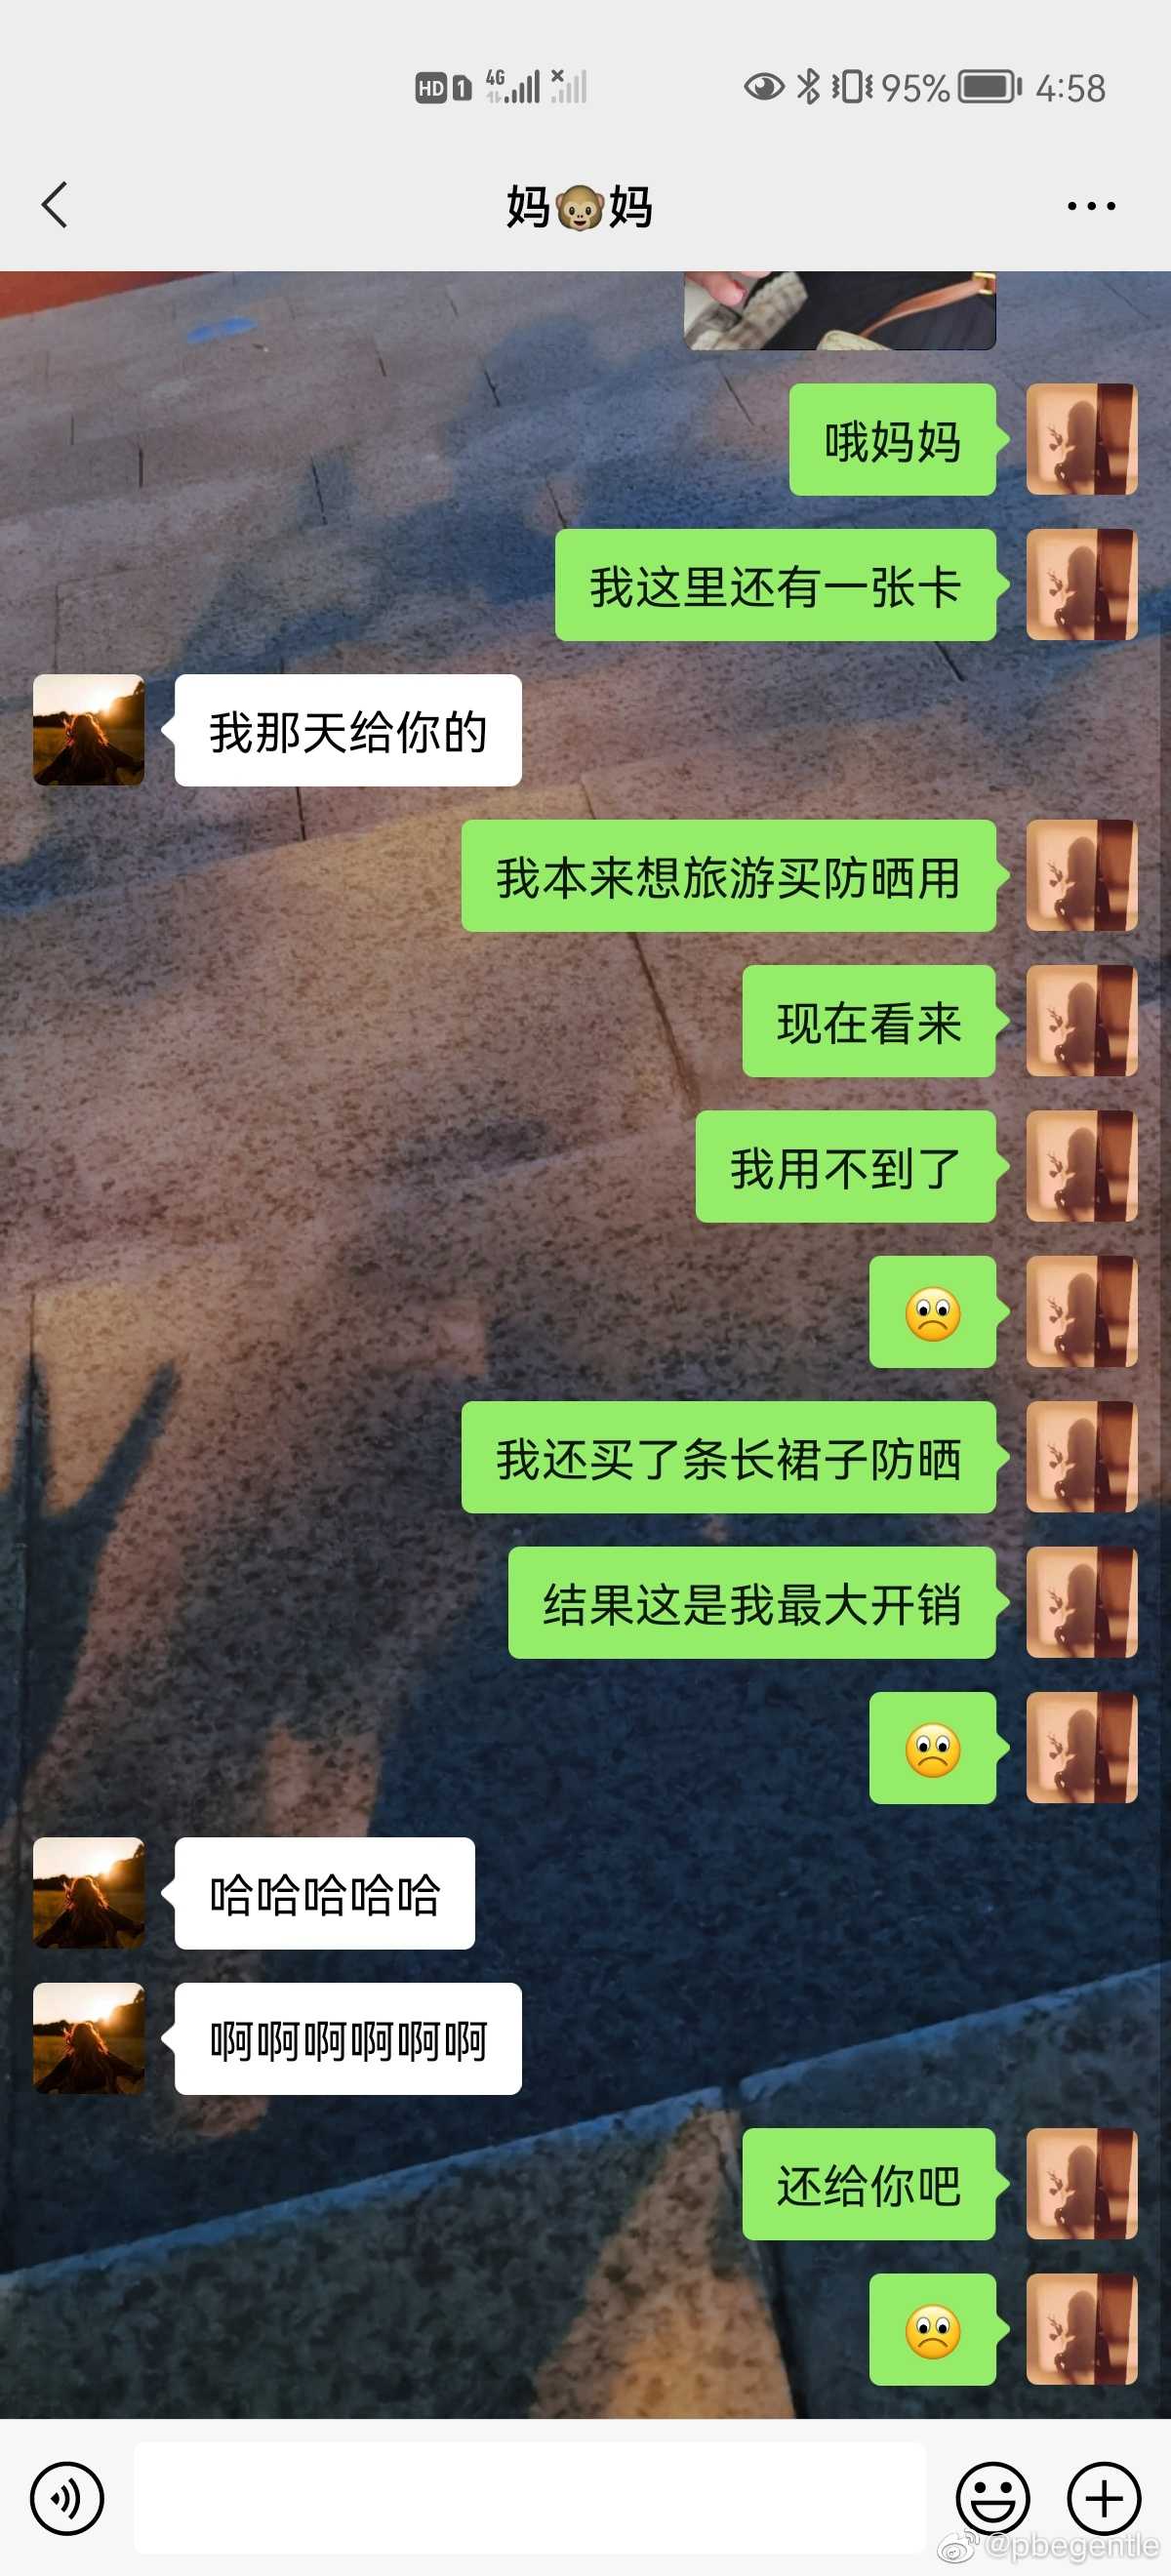 HD 1 4G 95% 4:58
妈🐵妈
哦妈妈
我这里还有一张卡
我那天给你的
我本来想旅游买防晒用
现在看来
我用不到了
🙁
我还买了条长裙子防晒
结果这是我最大开销
🙁
哈哈哈哈哈
啊啊啊啊啊啊
还给你吧
🙁
@pbegentle